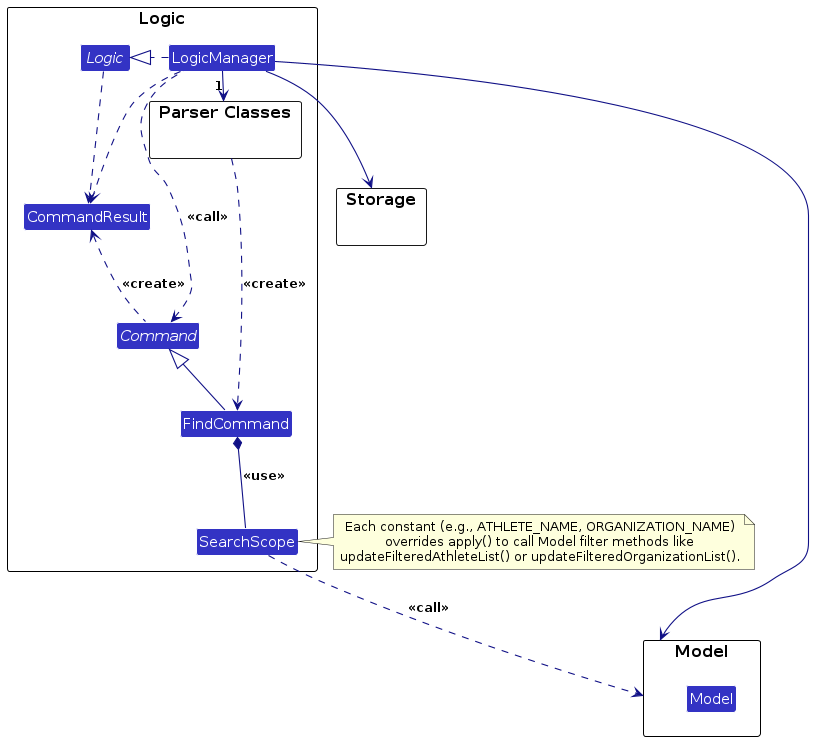 Logic
Logic
LogicManager
1
Parser Classes
Storage
CommandResult
«call»
«create»
«create»
Command
FindCommand
«use»
SearchScope
Each constant (e.g., ATHLETE_NAME, ORGANIZATION_NAME)
overrides apply() to call Model filter methods like
updateFilteredAthleteList() or updateFilteredOrganizationList().
«call»
Model
Model